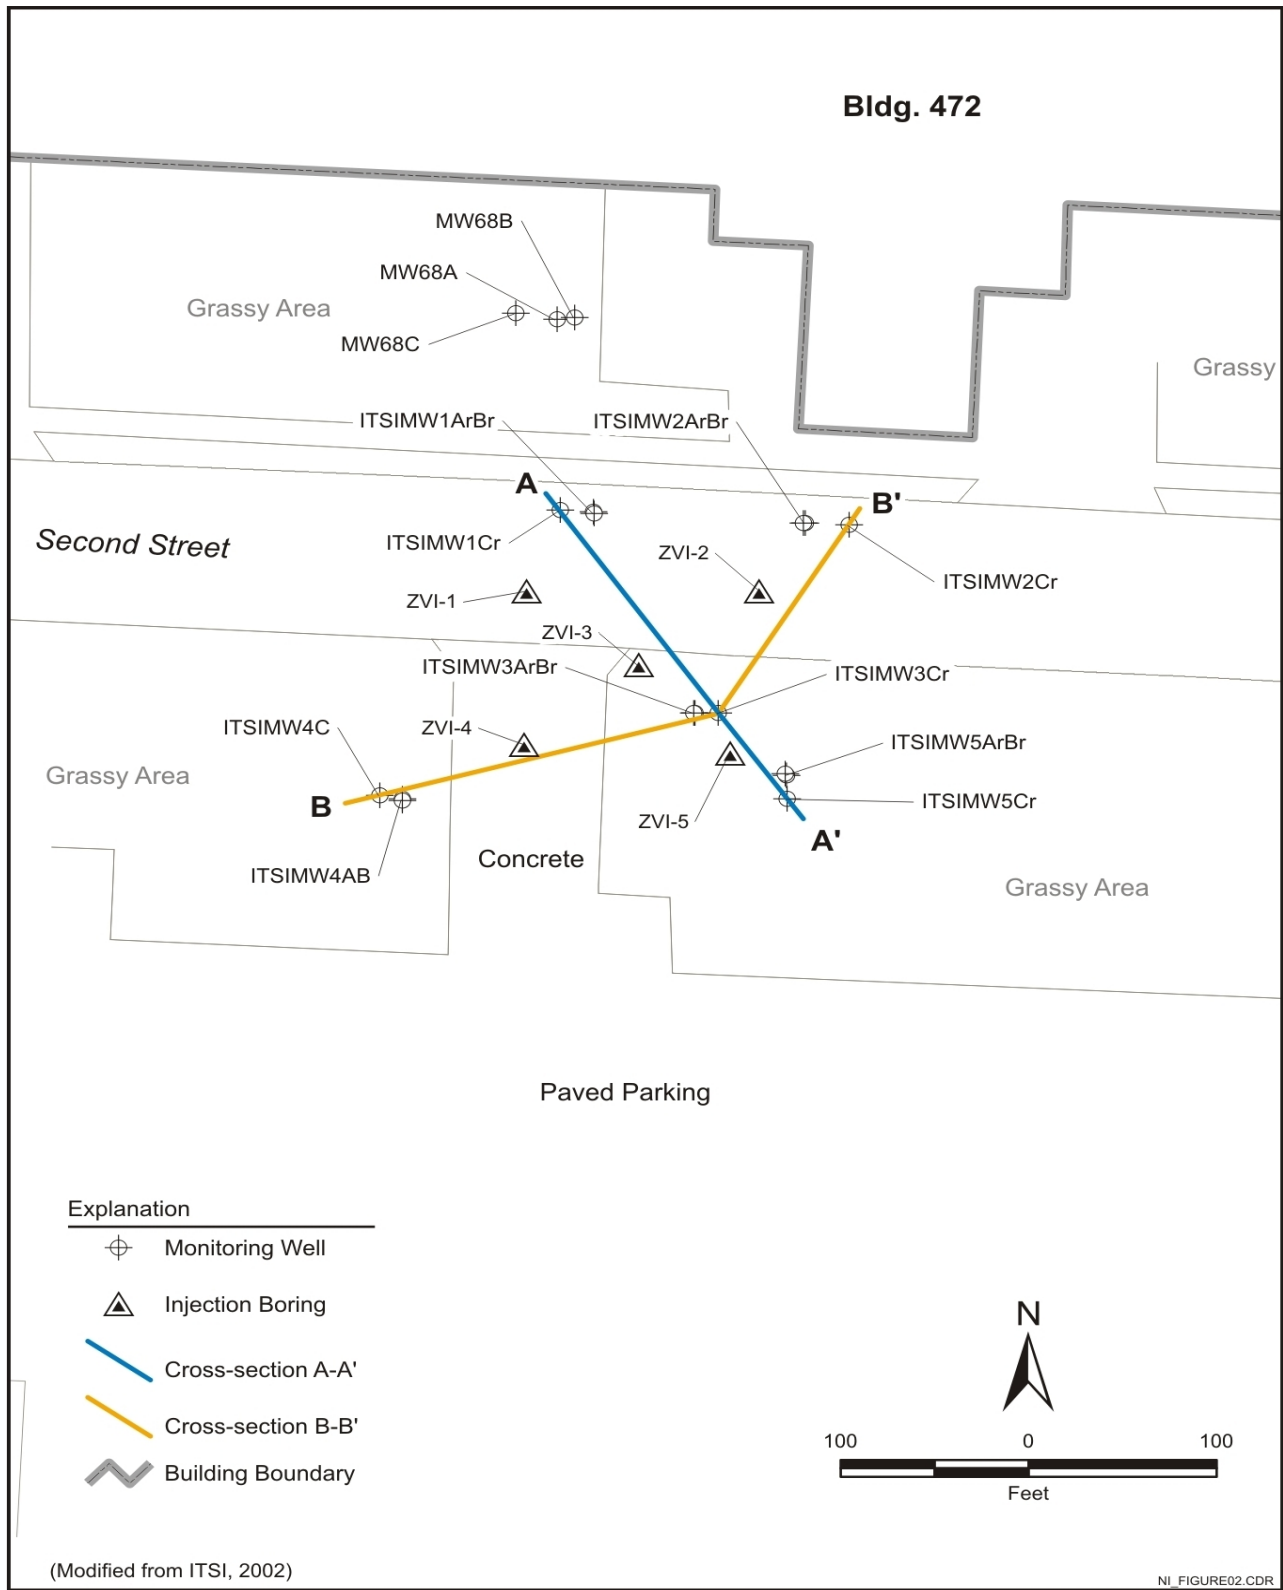 Bldg. 472
MW68B
MW68A
Grassy Area
MW68C
Grassy
ITSIMW1ArBr
ITSIMW2ArBr
A
B'
Second Street
ITSIMW1Cr
ZVI-2
ITSIMW2Cr
ZVI-1
ZVI-3
ITSIMW3ArBr
ITSIMW3Cr
ITSIMW4C
ZVI-4
ITSIMW5ArBr
Grassy Area
B
ITSIMW5Cr
ZVI-5
A'
Concrete
ITSIMW4AB
Grassy Area
Paved Parking
Explanation
Monitoring Well
Injection Boring
Cross-section A-A'
Cross-section B-B'
Building Boundary
N
100 0 100
Feet
(Modified from ITSI, 2002)
NI_FIGURE02.CDR